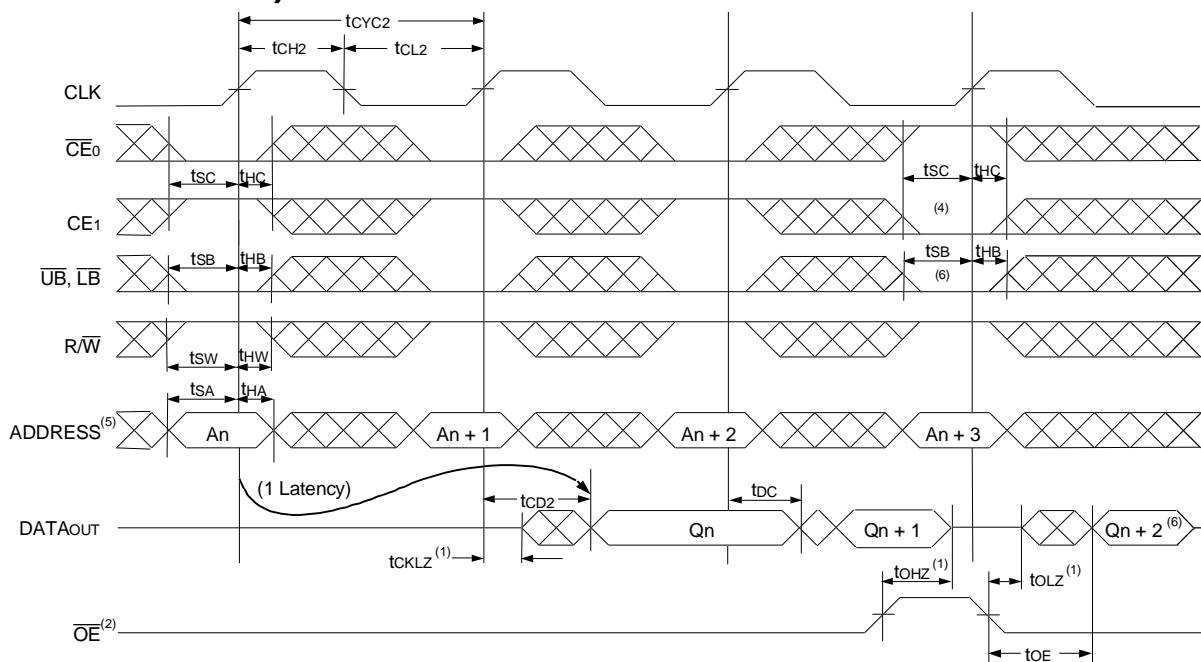 tCYC2
tCH2 tCL2
CLK
CE0
tSC tHC tSC tHC
CE1 (4)
tSB tHB tSB tHB
UB, LB (6)
R/W
tSW tHW
tSA tHA
ADDRESS(5) An An + 1 An + 2 An + 3
(1 Latency) tCD2 tDC
DATAOUT Qn Qn + 1 Qn + 2(6)
tCKLZ(1)
tOHZ(1) tOLZ(1)
OE(2)
tOE